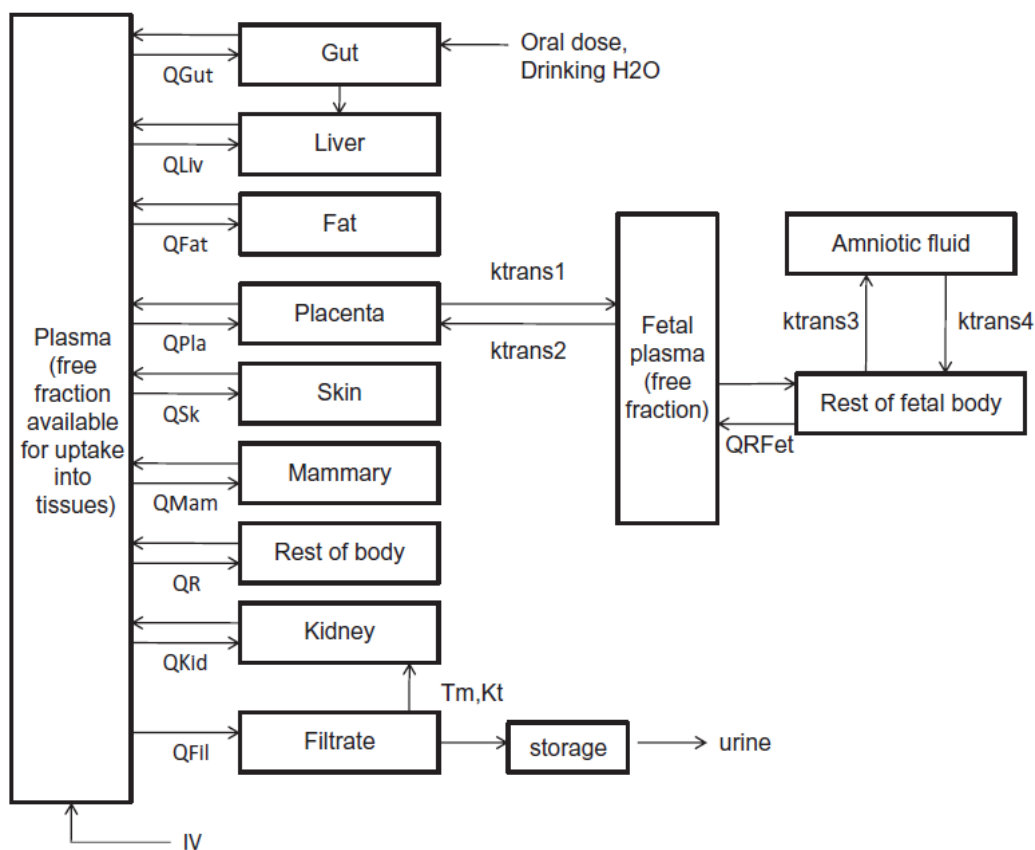 Gut
Oral dose,
Drinking H2O
QGut
Liver
QLiv
Fat
QFat
Placenta
QPla
ktrans1
ktrans2
Plasma
(free
fraction
available
for uptake
into
tissues)
Skin
QSk
Mammary
QMam
Rest of body
QR
Kidney
QKid
Tm,Kt
Filtrate
QFil
storage
urine
IV
Fetal
plasma
(free
fraction)
Amniotic fluid
ktrans3
ktrans4
Rest of fetal body
QRFet